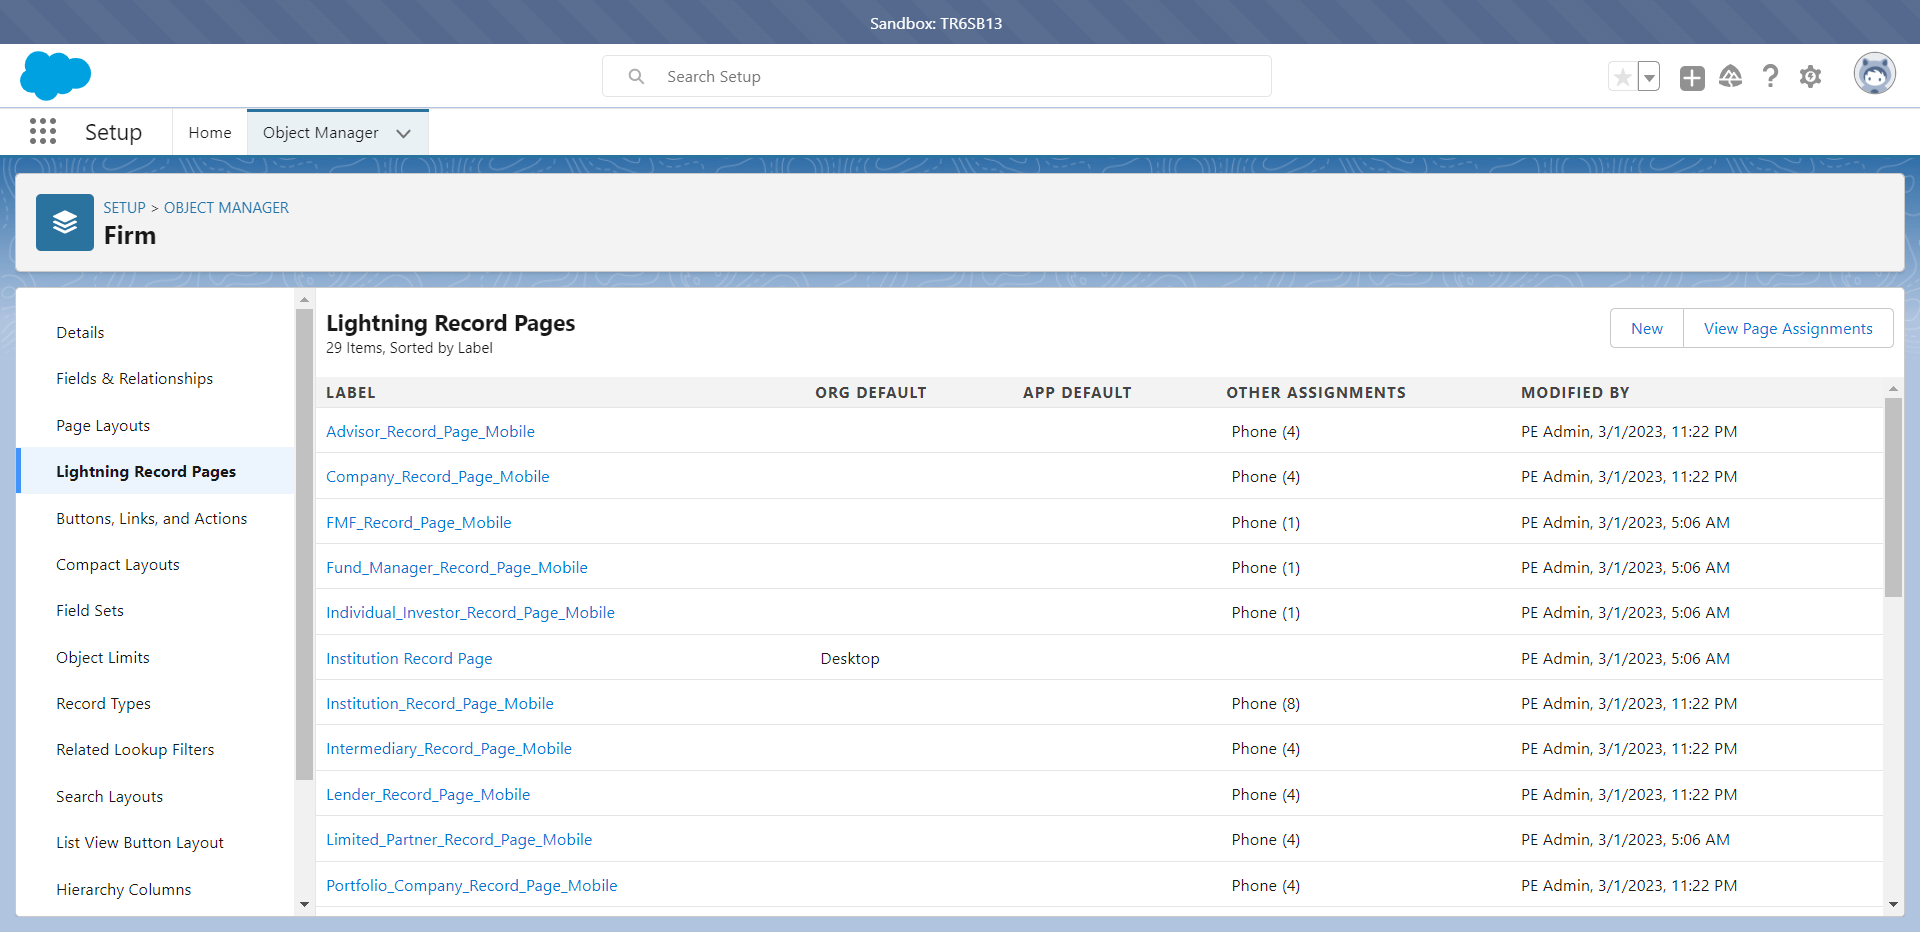 Sandbox: TR6SB13
Search Setup
Setup
Home
Object Manager
SETUP > OBJECT MANAGER
Firm
Details
Fields & Relationships
Page Layouts
Lightning Record Pages
Buttons, Links, and Actions
Compact Layouts
Field Sets
Object Limits
Record Types
Related Lookup Filters
Search Layouts
List View Button Layout
Hierarchy Columns
Lightning Record Pages
29 Items, Sorted by Label
New
View Page Assignments
LABEL ORG DEFAULT APP DEFAULT OTHER ASSIGNMENTS MODIFIED BY
Advisor_Record_Page_Mobile Phone (4) PE Admin, 3/1/2023, 11:22 PM
Company_Record_Page_Mobile Phone (4) PE Admin, 3/1/2023, 11:22 PM
FMF_Record_Page_Mobile Phone (1) PE Admin, 3/1/2023, 5:06 AM
Fund_Manager_Record_Page_Mobile Phone (1) PE Admin, 3/1/2023, 5:06 AM
Individual_Investor_Record_Page_Mobile Phone (1) PE Admin, 3/1/2023, 5:06 AM
Institution Record Page Desktop PE Admin, 3/1/2023, 5:06 AM
Institution_Record_Page_Mobile Phone (8) PE Admin, 3/1/2023, 11:22 PM
Intermediary_Record_Page_Mobile Phone (4) PE Admin, 3/1/2023, 11:22 PM
Lender_Record_Page_Mobile Phone (4) PE Admin, 3/1/2023, 11:22 PM
Limited_Partner_Record_Page_Mobile Phone (4) PE Admin, 3/1/2023, 5:06 AM
Portfolio_Company_Record_Page_Mobile Phone (4) PE Admin, 3/1/2023, 11:22 PM